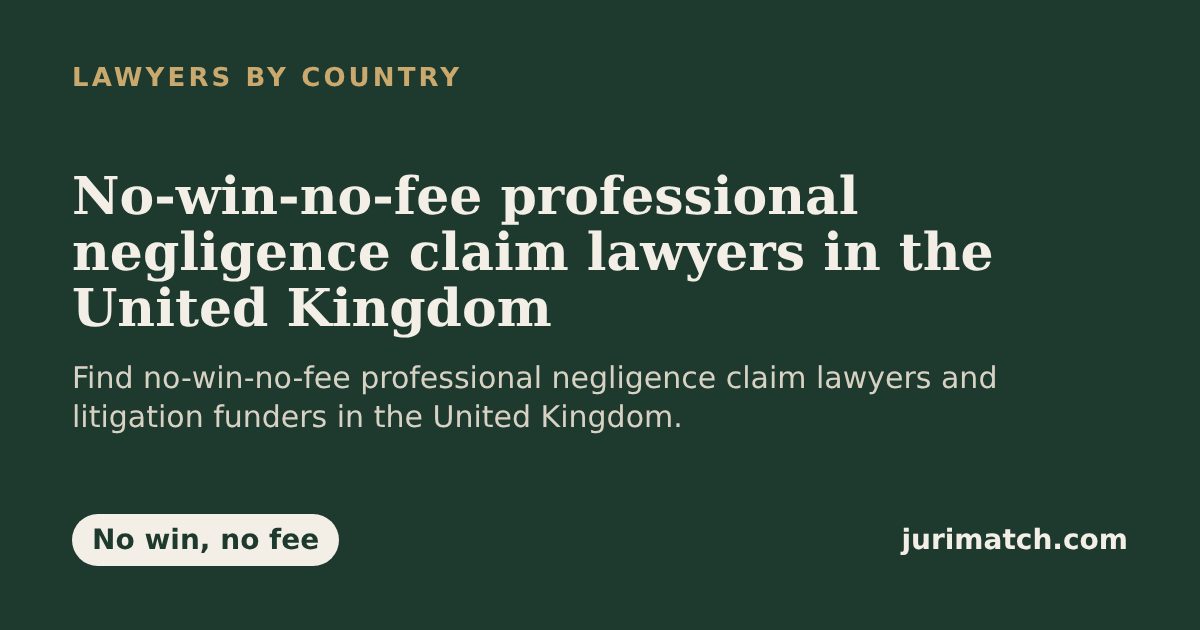 LAWYERS BY COUNTRY
No-win-no-fee professional
negligence claim lawyers in the
United Kingdom
Find no-win-no-fee professional negligence claim lawyers and
litigation funders in the United Kingdom.
No win, no fee
jurimatch.com